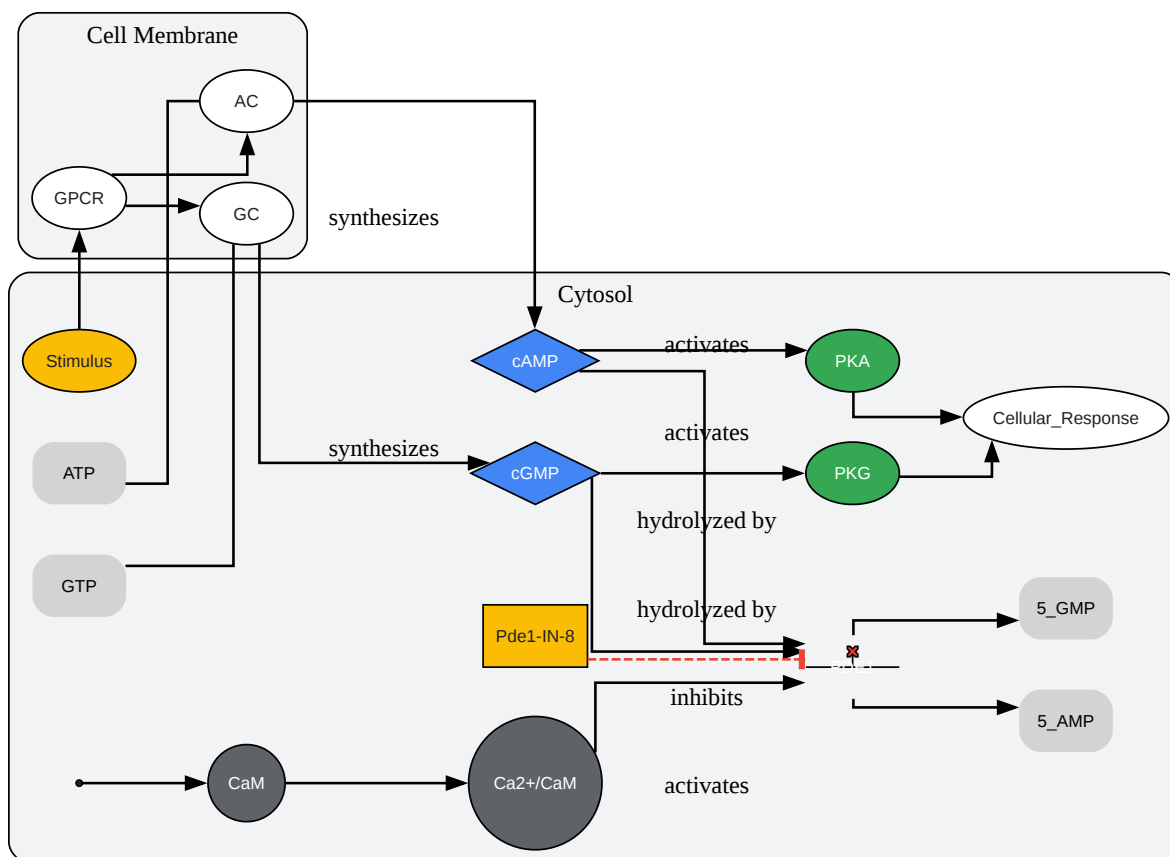 Cell Membrane
AC
GPCR
GC
synthesizes
Cytosol
Stimulus
cAMP
activates
PKA
Cellular_Response
ATP
synthesizes
cGMP
activates
PKG
hydrolyzed by
GTP
hydrolyzed by
5_GMP
Pde1-IN-8
PDE1
inhibits
5_AMP
CaM
Ca2+/CaM
activates